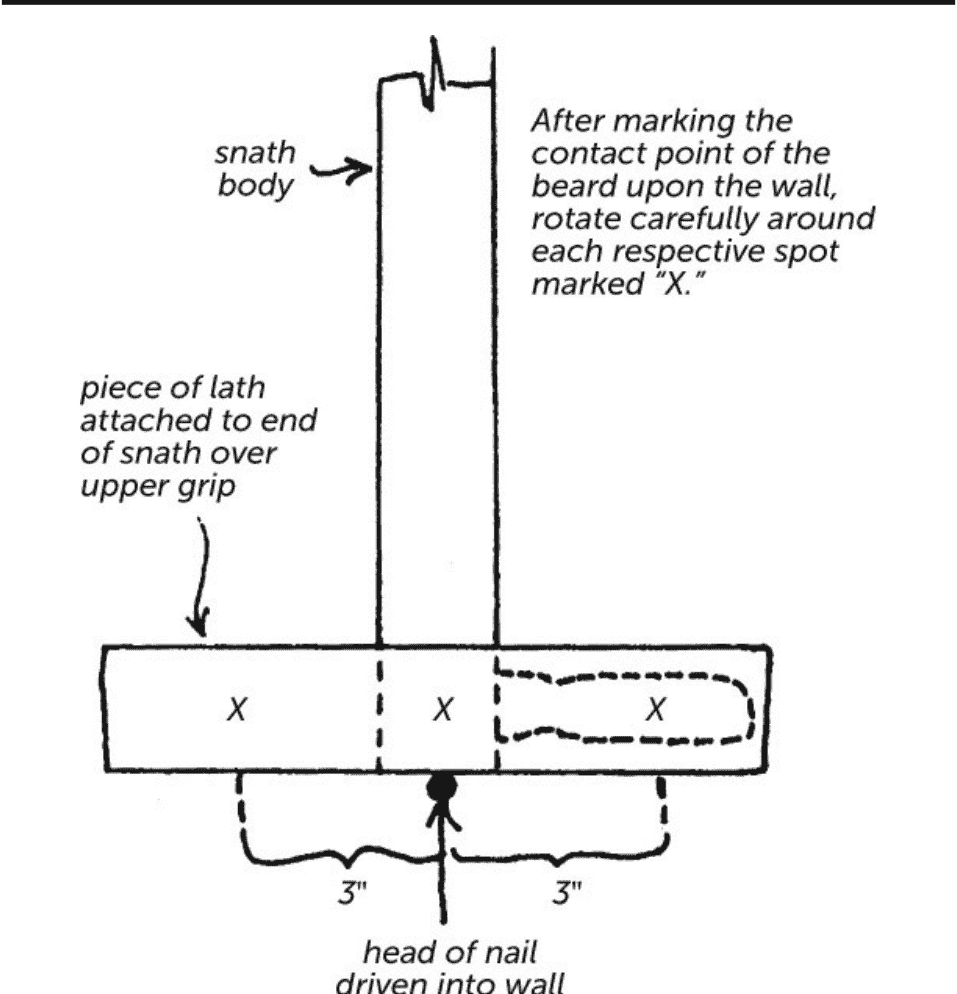 snath
body
After marking the
contact point of the
beard upon the wall,
rotate carefully around
each respective spot
marked “X.”
piece of lath
attached to end
of snath over
upper grip
X X X
3" 3"
head of nail
driven into wall